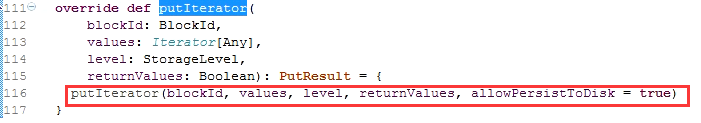 111 override def putIterator(
112 blockId: BlockId,
113 values: Iterator[Any],
114 level: StorageLevel,
115 returnValues: Boolean): PutResult = {
116 putIterator(blockId, values, level, returnValues, allowPersistToDisk = true)
117 }